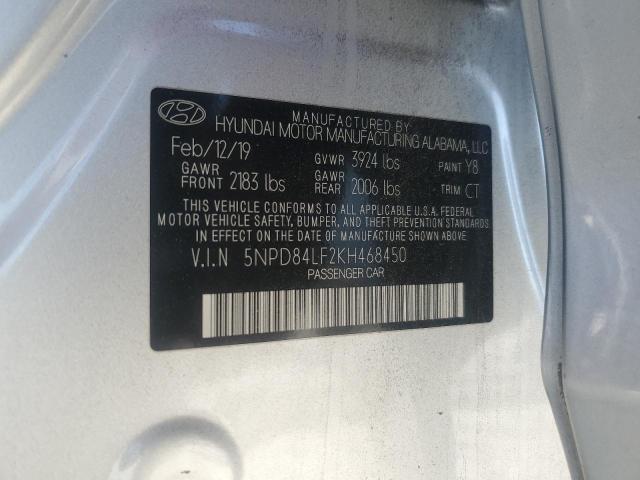 MANUFACTURED BY
HYUNDAI MOTOR MANUFACTURING ALABAMA, LLC
Feb/12/19 GVWR 3924 lbs PAINT Y8
GAWR FRONT 2183 lbs GAWR REAR 2006 lbs TRIM CT
THIS VEHICLE CONFORMS TO ALL APPLICABLE U.S.A. FEDERAL
MOTOR VEHICLE SAFETY, BUMPER, AND THEFT PREVENTION STANDARDS
IN EFFECT ON THE DATE OF MANUFACTURE SHOWN ABOVE.
V.I.N 5NPD84LF2KH468450
PASSENGER CAR